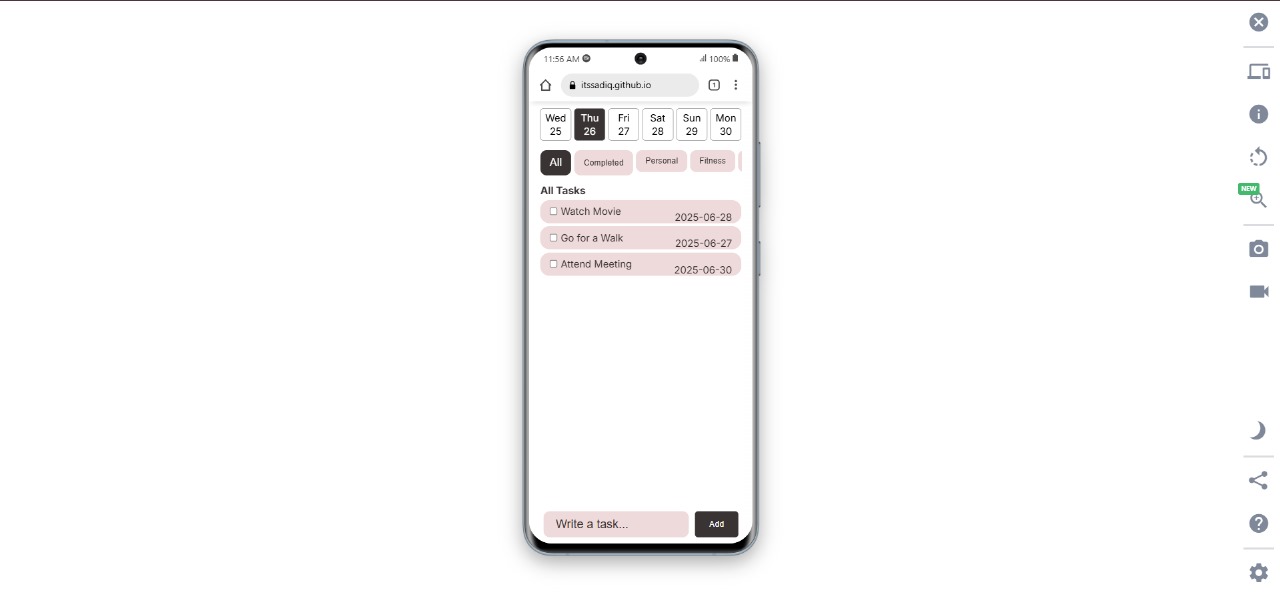 11:56 AM 100%
itssadiq.github.io 1
Wed Thu Fri Sat Sun Mon
25 26 27 28 29 30
All Completed Personal Fitness
All Tasks
Watch Movie 2025-06-28
Go for a Walk 2025-06-27
Attend Meeting 2025-06-30
Write a task... Add
NEW